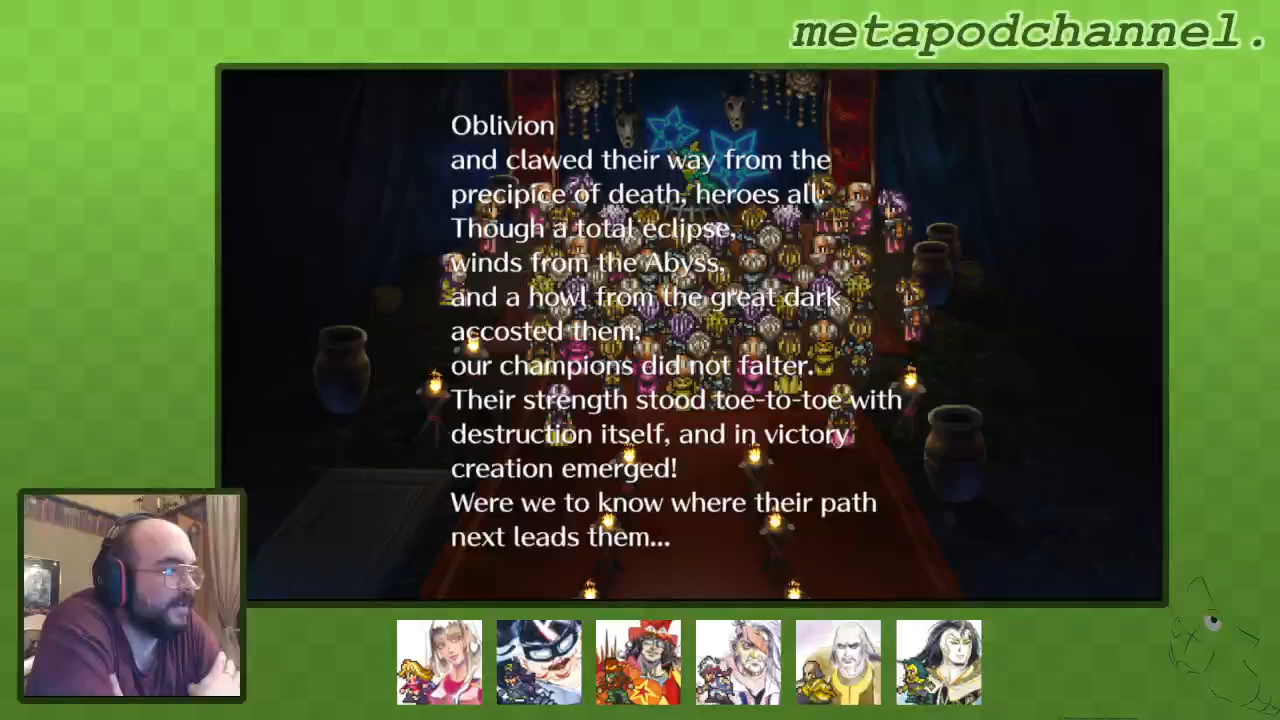 metapodchannel.
Oblivion
and clawed their way from the
precipice of death, heroes all.
Though a total eclipse,
winds from the Abyss,
and a howl from the great dark
accosted them,
our champions did not falter.
Their strength stood toe-to-toe with
destruction itself, and in victory
creation emerged!
Were we to know where their path
next leads them...